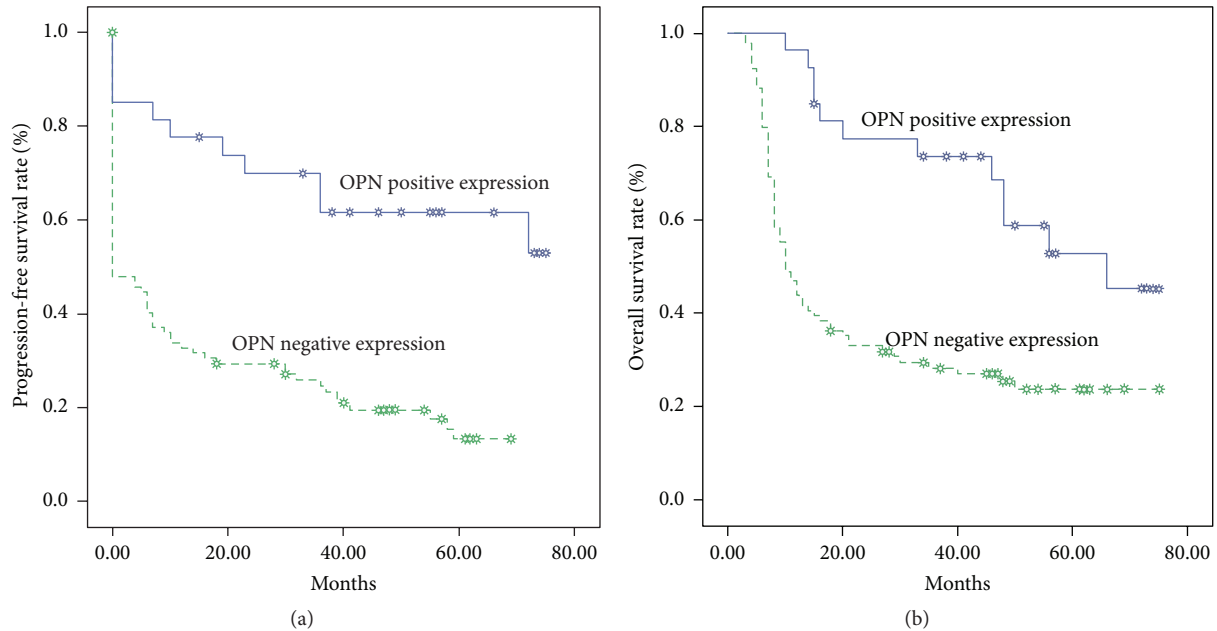 1.0
0.8
0.6
0.4
0.2
0.0
Progression-free survival rate (%)
OPN positive expression
OPN negative expression
0.00 20.00 40.00 60.00 80.00
Months
(a)
1.0
0.8
0.6
0.4
0.2
0.0
Overall survival rate (%)
OPN positive expression
OPN negative expression
0.00 20.00 40.00 60.00 80.00
Months
(b)